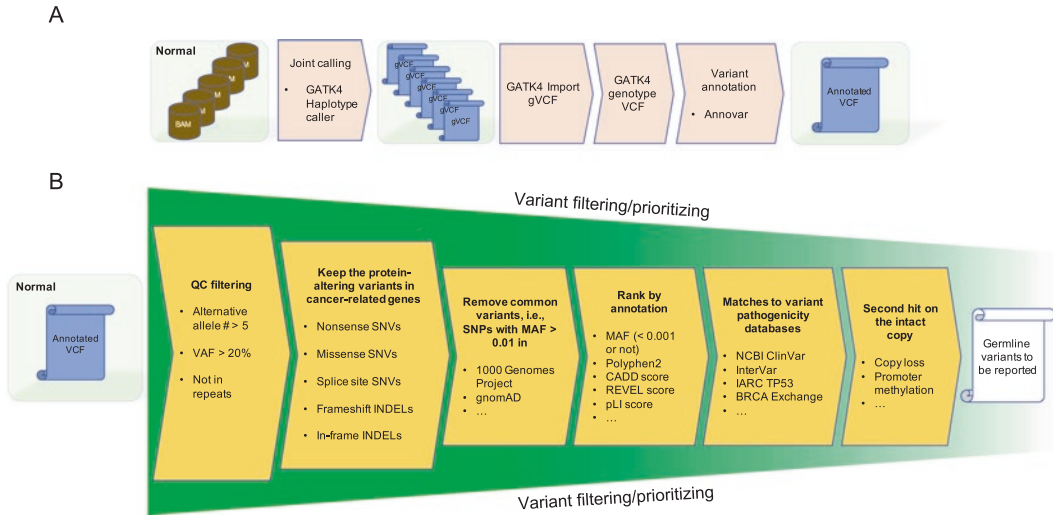 A
Normal
BAM
Joint calling
• GATK4
Haplotype
caller
gVCF
gVCF
gVCF
gVCF
gVCF
gVCF
GATK4 Import
gVCF
GATK4
genotype
VCF
Variant
annotation
• Annovar
Annotated
VCF
B
Variant filtering/prioritizing
Normal
Annotated
VCF
QC filtering
• Alternative
allele # > 5
• VAF > 20%
• Not in
repeats
Keep the protein-
altering variants in
cancer-related genes
• Nonsense SNVs
• Missense SNVs
• Splice site SNVs
• Frameshift INDELs
• In-frame INDELs
Remove common
variants, i.e.,
SNPs with MAF >
0.01 in
• 1000 Genomes
Project
• gnomAD
• …
Rank by
annotation
• MAF (< 0.001
or not)
• Polyphen2
• CADD score
• REVEL score
• pLI score
• …
Matches to variant
pathogenicity
databases
• NCBI ClinVar
• InterVar
• IARC TP53
• BRCA Exchange
• …
Second hit on
the intact
copy
• Copy loss
• Promoter
methylation
• …
Germline
variants to
be reported
Variant filtering/prioritizing